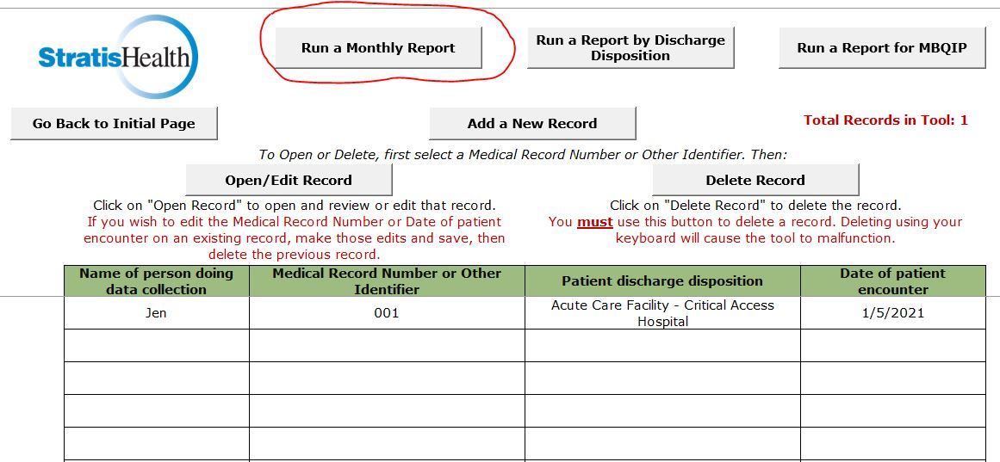 StratisHealth
Run a Monthly Report
Run a Report by Discharge
Disposition
Run a Report for MBQIP
Go Back to Initial Page
Add a New Record
Total Records in Tool: 1
To Open or Delete, first select a Medical Record Number or Other Identifier. Then:
Open/Edit Record
Delete Record
Click on "Open Record" to open and review or edit that record.
If you wish to edit the Medical Record Number or Date of patient
encounter on an existing record, make those edits and save, then
delete the previous record.
Click on "Delete Record" to delete the record.
You must use this button to delete a record. Deleting using your
keyboard will cause the tool to malfunction.
Name of person doing
data collection
Medical Record Number or Other
Identifier
Patient discharge disposition
Date of patient
encounter
Jen
001
Acute Care Facility - Critical Access
Hospital
1/5/2021